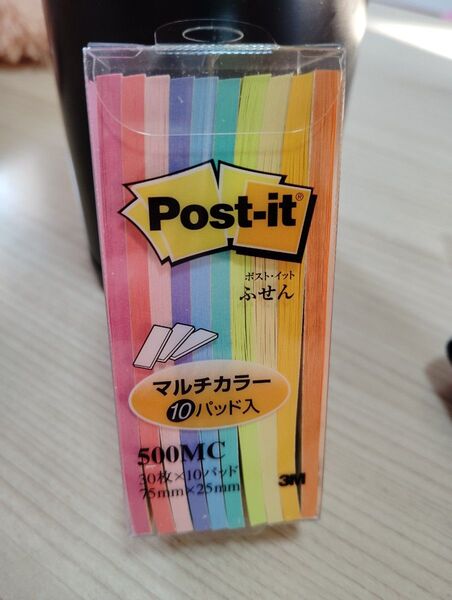 Post-it®
ポスト・イット
ふせん
マルチカラー
10パッド入
500MC
30枚×10パッド
75mm×25mm
3M